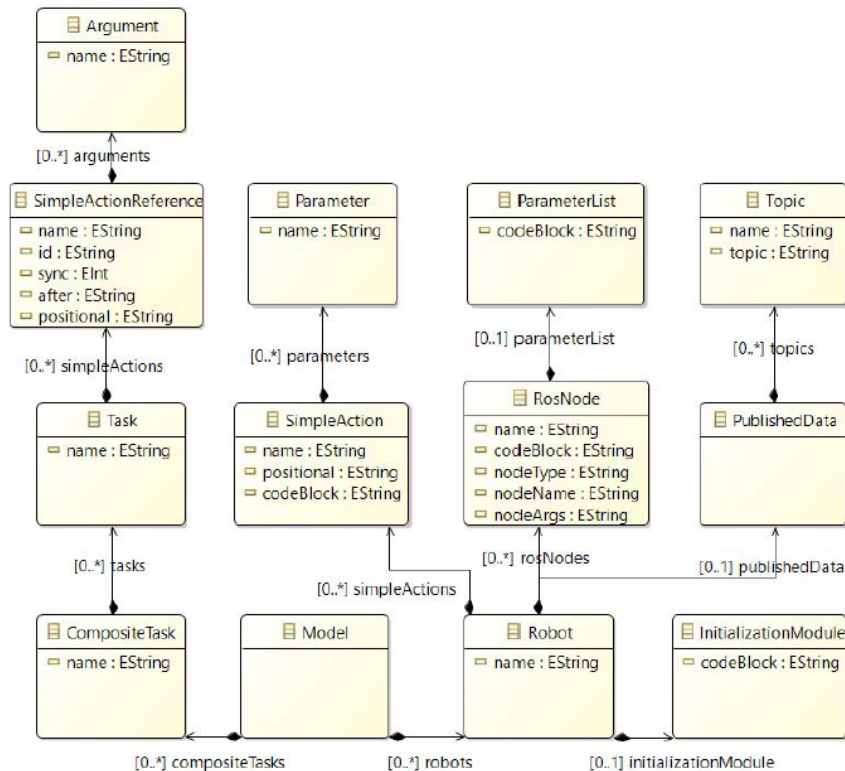 Argument
name : EString
[0..*] arguments
SimpleActionReference
name : EString
id : EString
sync : EInt
after : EString
positional : EString
Parameter
name : EString
ParameterList
codeBlock : EString
Topic
name : EString
topic : EString
[0..*] simpleActions
[0..*] parameters
[0..1] parameterList
[0..*] topics
Task
name : EString
SimpleAction
name : EString
positional : EString
codeBlock : EString
RosNode
name : EString
codeBlock : EString
nodeType : EString
nodeName : EString
nodeArgs : EString
PublishedData
[0..*] tasks
[0..*] simpleActions
[0..*] rosNodes
[0..1] publishedData
CompositeTask
name : EString
Model
Robot
name : EString
InitializationModule
codeBlock : EString
[0..*] compositeTasks
[0..*] robots
[0..1] initializationModule